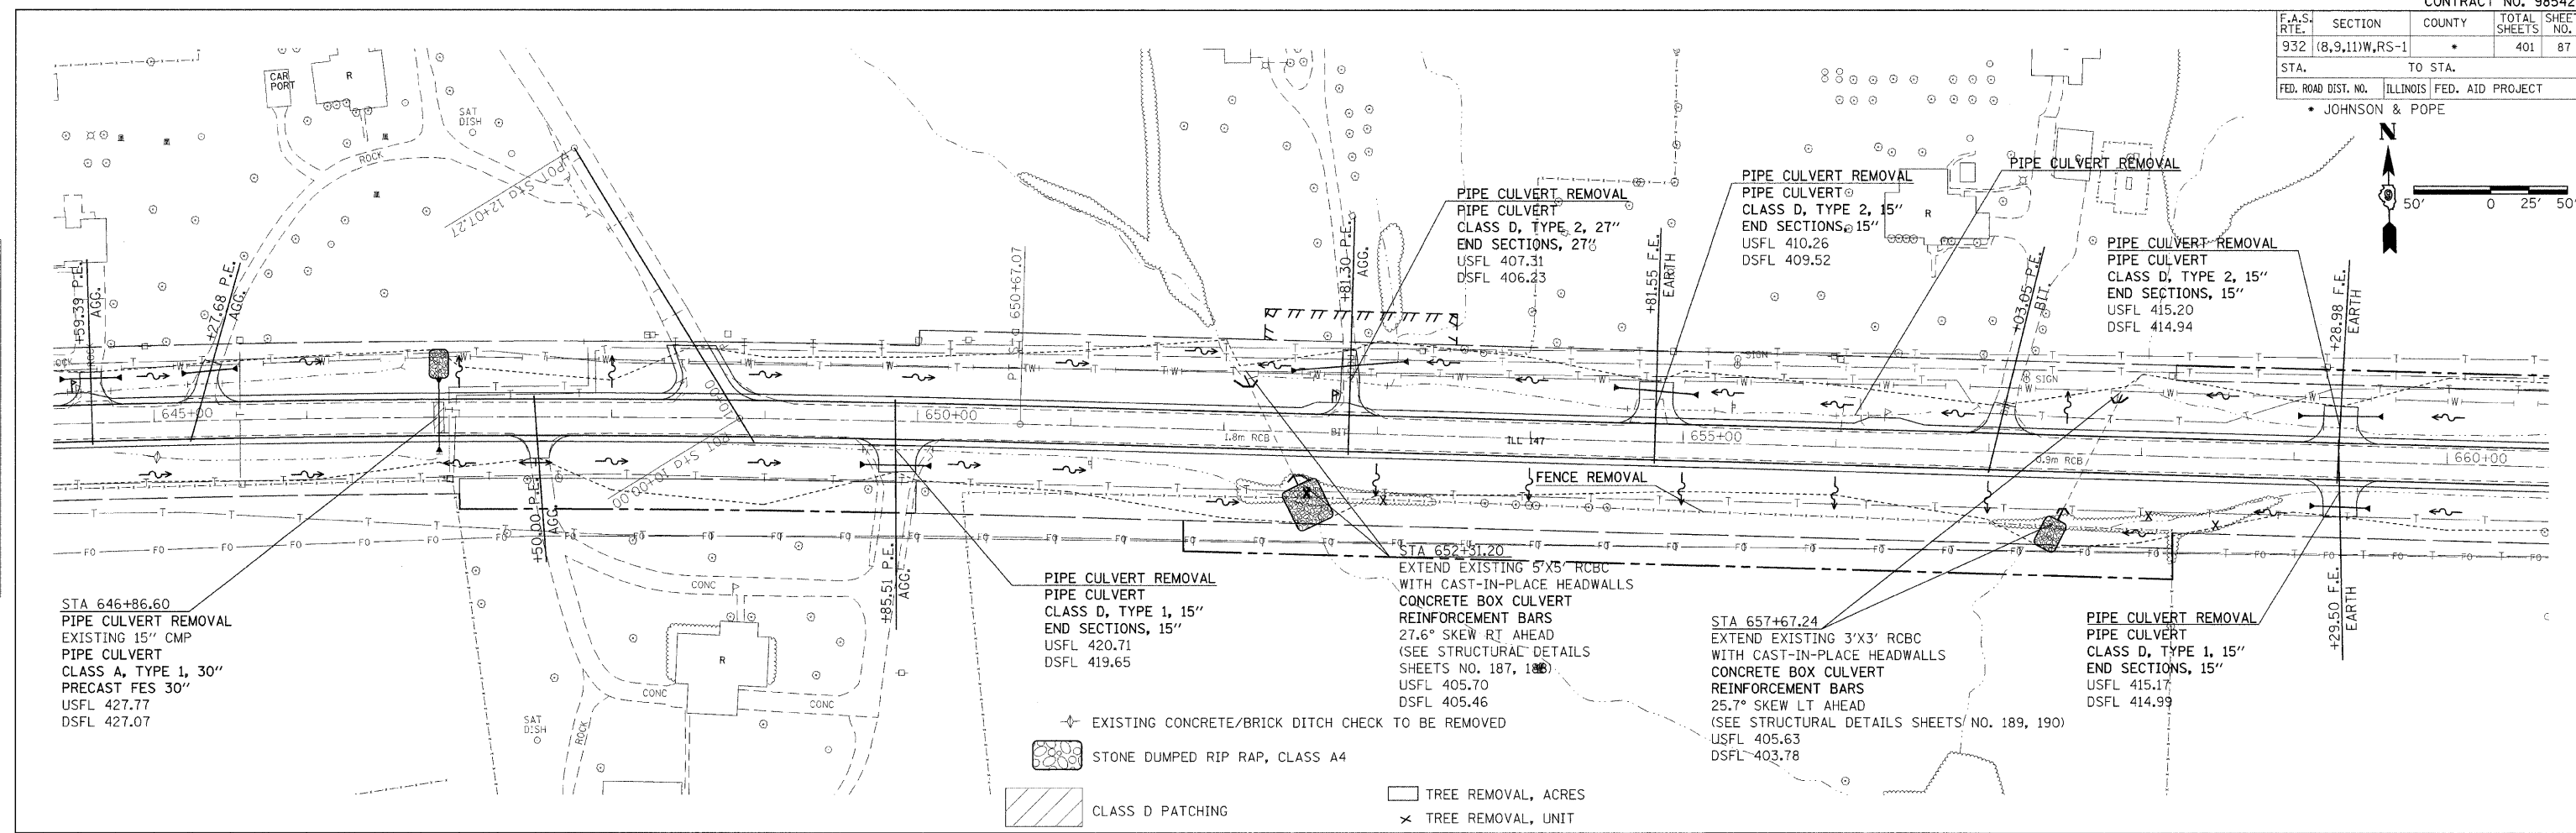 CONTRACT NO. 98542
F.A.S. RTE. SECTION COUNTY TOTAL SHEETS SHEET NO.
932 (8,9,11)W,RS-1 * 401 87
STA. TO STA.
FED. ROAD DIST. NO. ILLINOIS FED. AID PROJECT
* JOHNSON & POPE
N
50' 0 25' 50'
CAR PORT
R
SAT DISH
ROCK
POT Sta 12+07.27
+59.39 P.E.
AGG.
+27.68 P.E.
AGG.
650+67.07
PIPE CULVERT REMOVAL
PIPE CULVERT
CLASS D, TYPE 2, 27"
END SECTIONS, 27"
USFL 407.31
DSFL 406.23
+81.30 P.E.
AGG.
PIPE CULVERT REMOVAL
PIPE CULVERT
CLASS D, TYPE 2, 15"
END SECTIONS, 15"
USFL 410.26
DSFL 409.52
+81.55 F.E.
EARTH
PIPE CULVERT REMOVAL
R
+03.05 P.E.
BIT.
PIPE CULVERT REMOVAL
PIPE CULVERT
CLASS D, TYPE 2, 15"
END SECTIONS, 15"
USFL 415.20
DSFL 414.94
+28.98 F.E.
EARTH
SIGN
SIGN
645+00
10+00
650+00
1.8m RCB
BIT
ILL 147
655+00
0.9m RCB
660+00
POT Sta 10+00.00
FENCE REMOVAL
+50.00 P.E.
AGG.
+85.51 P.E.
AGG.
+29.50 F.E.
EARTH
STA 646+86.60
PIPE CULVERT REMOVAL
EXISTING 15" CMP
PIPE CULVERT
CLASS A, TYPE 1, 30"
PRECAST FES 30"
USFL 427.77
DSFL 427.07
CONC
R
CONC
CONC
SAT DISH
ROCK
PIPE CULVERT REMOVAL
PIPE CULVERT
CLASS D, TYPE 1, 15"
END SECTIONS, 15"
USFL 420.71
DSFL 419.65
STA 652+31.20
EXTEND EXISTING 5'X5' RCBC
WITH CAST-IN-PLACE HEADWALLS
CONCRETE BOX CULVERT
REINFORCEMENT BARS
27.6° SKEW RT AHEAD
(SEE STRUCTURAL DETAILS
SHEETS NO. 187, 188)
USFL 405.70
DSFL 405.46
STA 657+67.24
EXTEND EXISTING 3'X3' RCBC
WITH CAST-IN-PLACE HEADWALLS
CONCRETE BOX CULVERT
REINFORCEMENT BARS
25.7° SKEW LT AHEAD
(SEE STRUCTURAL DETAILS SHEETS NO. 189, 190)
USFL 405.63
DSFL 403.78
PIPE CULVERT REMOVAL
PIPE CULVERT
CLASS D, TYPE 1, 15"
END SECTIONS, 15"
USFL 415.17
DSFL 414.99
EXISTING CONCRETE/BRICK DITCH CHECK TO BE REMOVED
STONE DUMPED RIP RAP, CLASS A4
CLASS D PATCHING
TREE REMOVAL, ACRES
TREE REMOVAL, UNIT